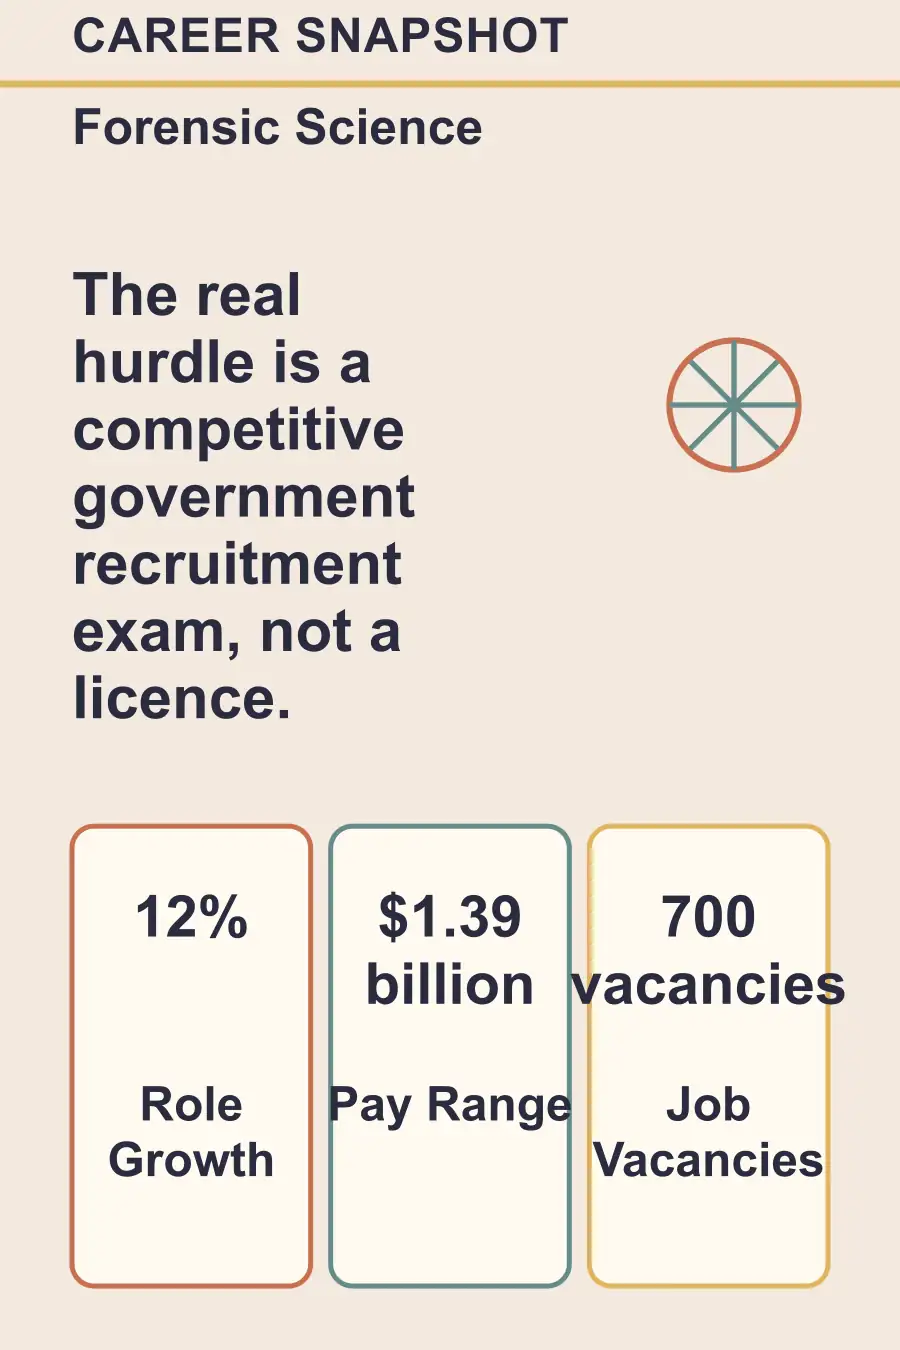 CAREER SNAPSHOT
Forensic Science
The real
hurdle is a
competitive
government
recruitment
exam, not a
licence.
12%
Role
Growth
$1.39
billion
Pay Range
700
vacancies
Job
Vacancies